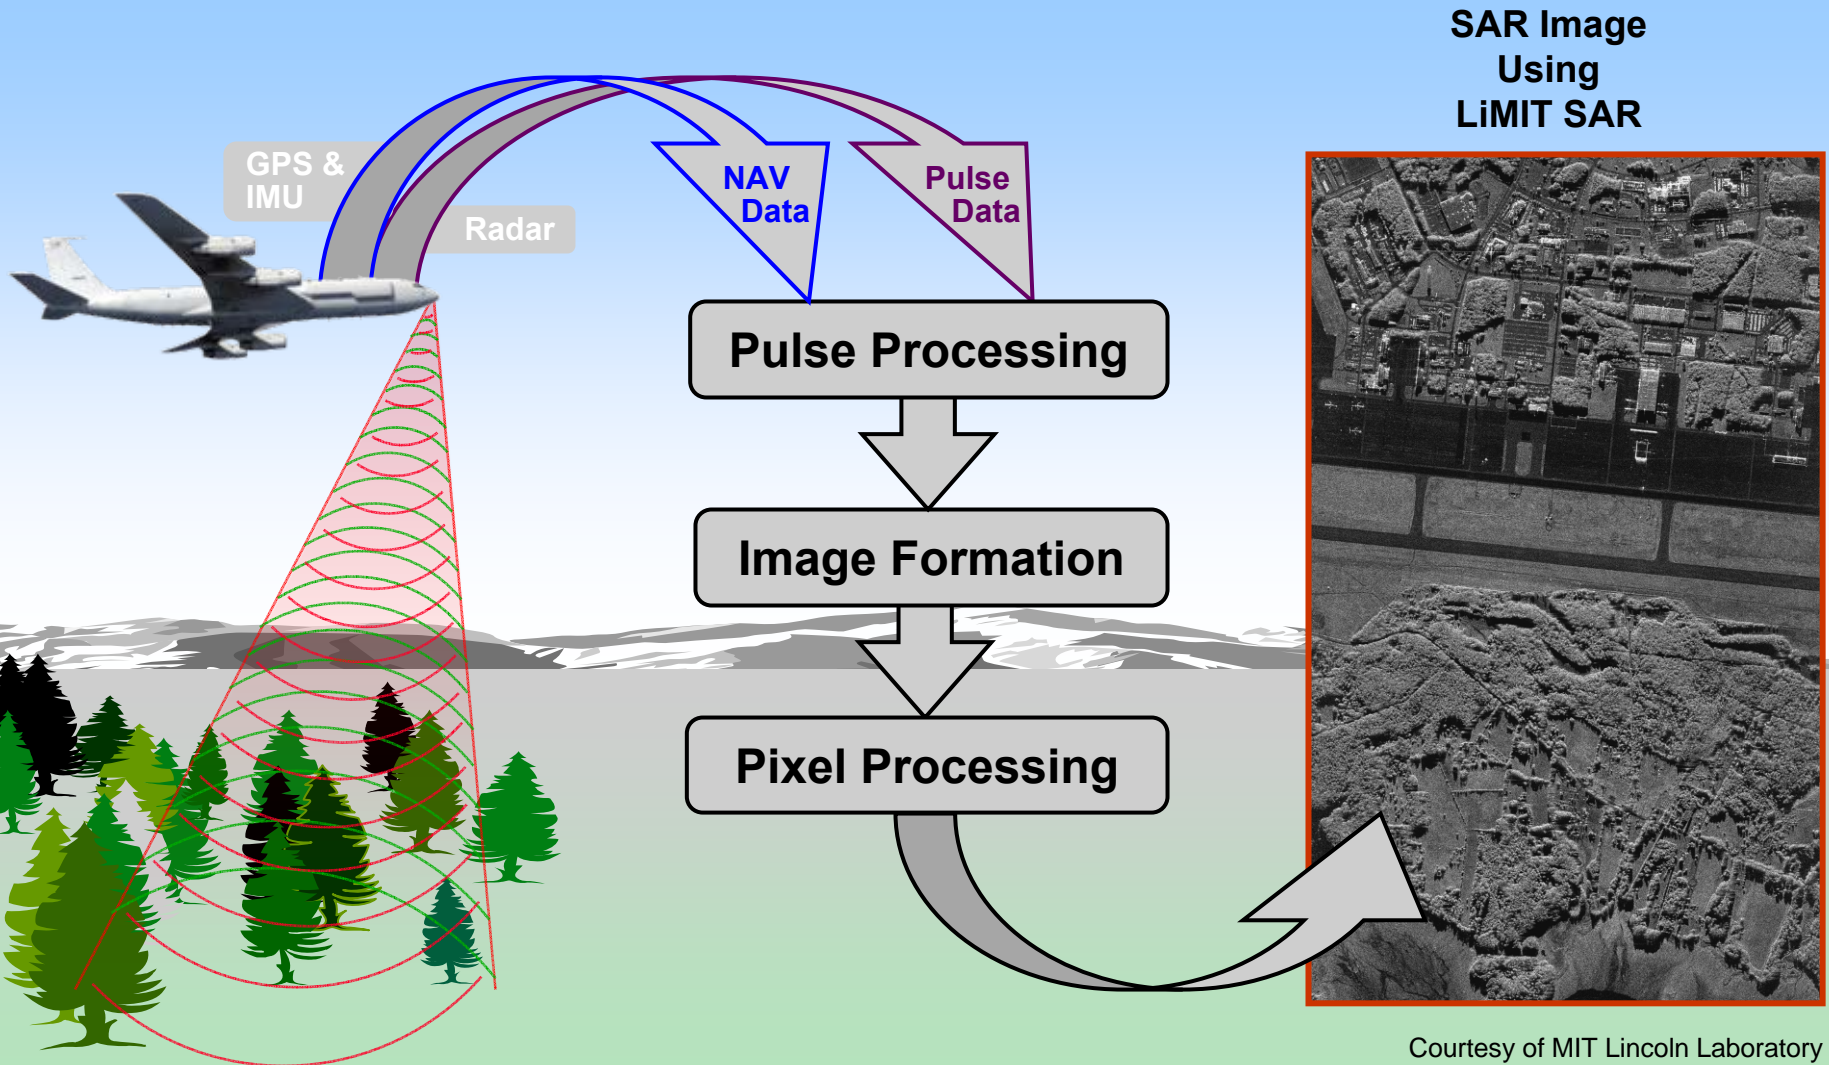 SAR Image
Using
LiMIT SAR
GPS &
IMU
Radar
NAV
Data
Pulse
Data
Pulse Processing
Image Formation
Pixel Processing
Courtesy of MIT Lincoln Laboratory